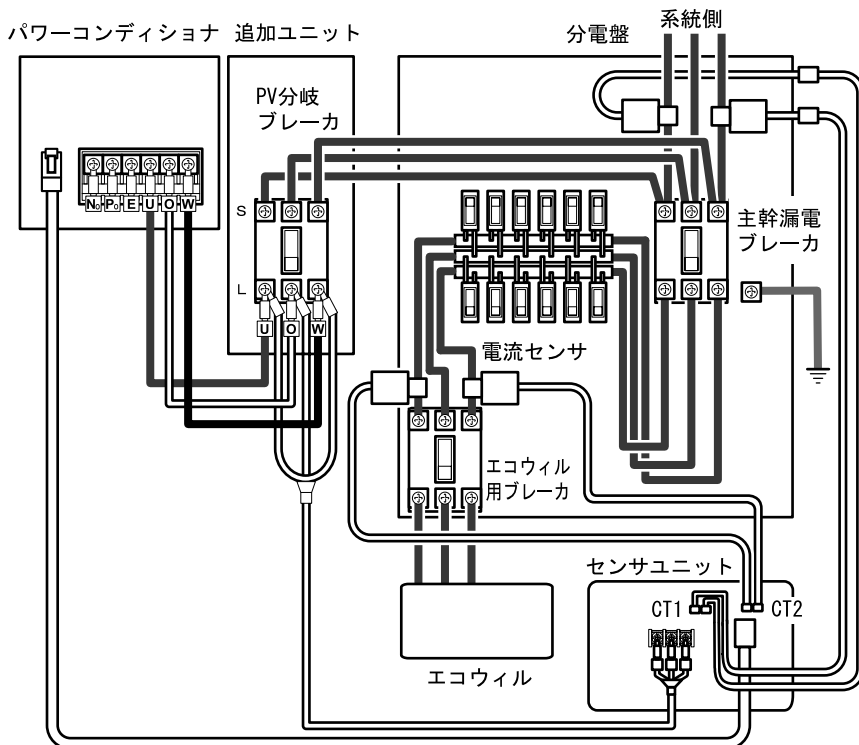 パワーコンディショナ
追加ユニット
分電盤
系統側
PV分岐
ブレーカ
N₀ P₀ E U O W
S
L
U O W
主幹漏電
ブレーカ
電流センサ
エコウィル
用ブレーカ
センサユニット
CT1
CT2
エコウィル